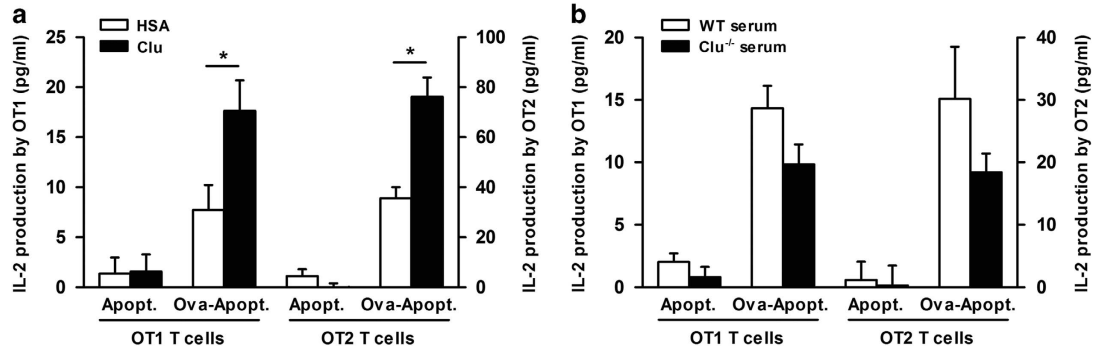 a
HSA
Clu
IL-2 production by OT1 (pg/ml)
25
20
15
10
5
0
*
*
100
80
60
40
20
0
IL-2 production by OT2 (pg/ml)
Apopt. Ova-Apopt. Apopt. Ova-Apopt.
OT1 T cells OT2 T cells
b
WT serum
Clu-/- serum
IL-2 production by OT1 (pg/ml)
20
15
10
5
0
40
30
20
10
0
IL-2 production by OT2 (pg/ml)
Apopt. Ova-Apopt. Apopt. Ova-Apopt.
OT1 T cells OT2 T cells